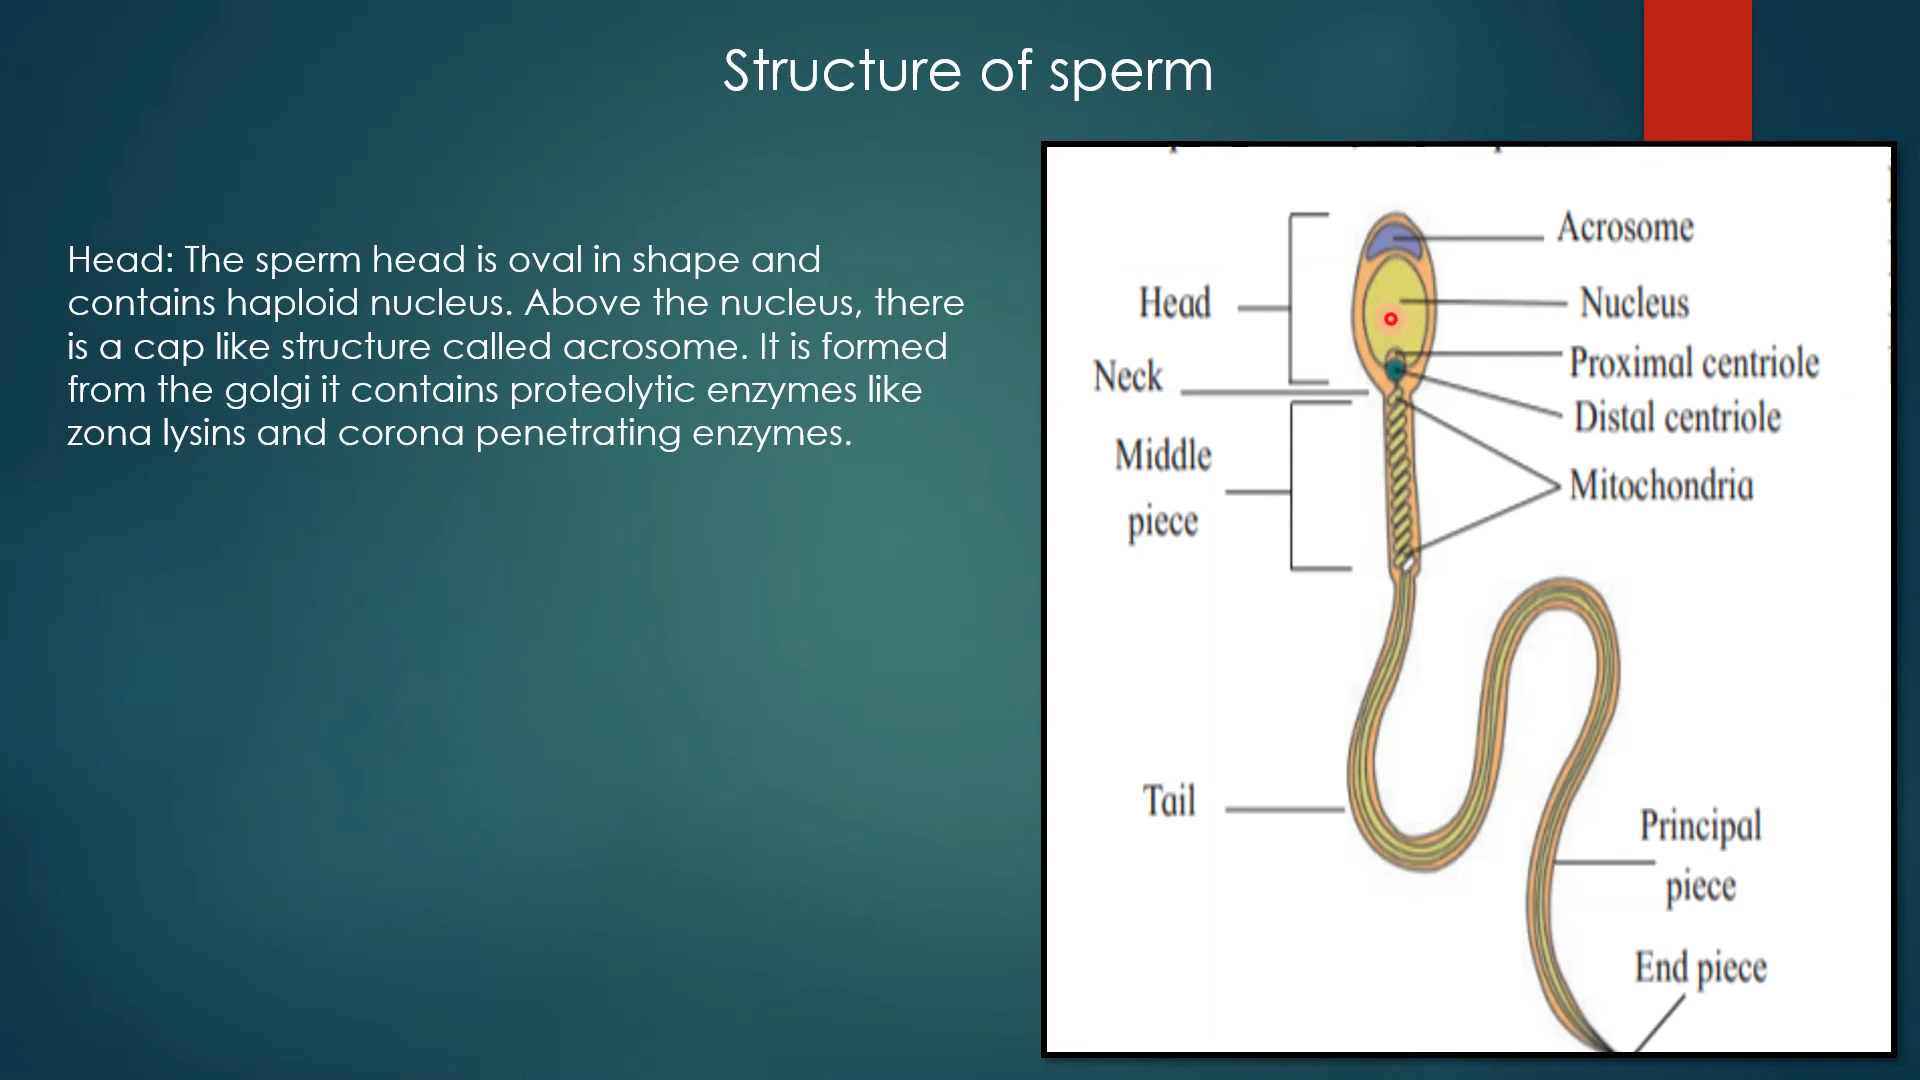 Structure of sperm
Head: The sperm head is oval in shape and
contains haploid nucleus. Above the nucleus, there
is a cap like structure called acrosome. It is formed
from the golgi it contains proteolytic enzymes like
zona lysins and corona penetrating enzymes.
Acrosome
Head
Nucleus
Proximal centriole
Neck
Distal centriole
Middle
piece
Mitochondria
Tail
Principal
piece
End piece